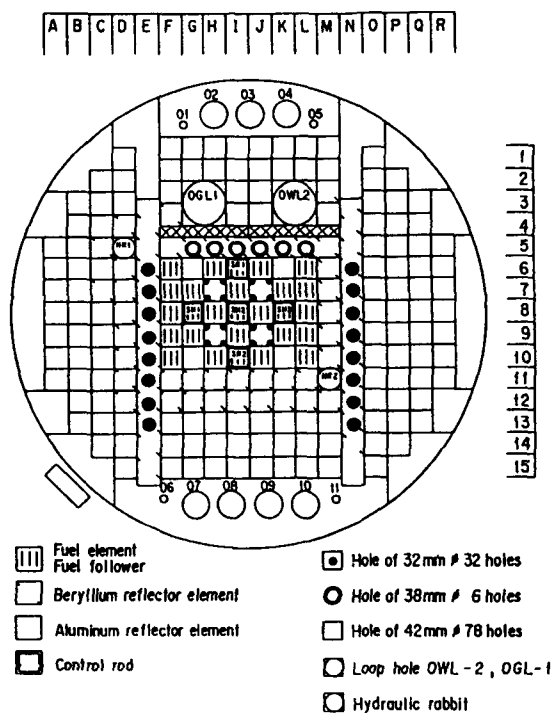 A B C D E F G H I J K L M N O P Q R
02 03 04
01 05
1
2
OGL1 OWL2 3
4
HR1 5
6
7
8
9
10
HR2 11
12
13
14
15
06 07 08 09 10 11
Fuel element
Fuel follower
Beryllium reflector element
Aluminum reflector element
Control rod
Hole of 32mm ø 32 holes
Hole of 38mm ø 6 holes
Hole of 42mm ø 78 holes
Loop hole OWL-2, OGL-1
Hydraulic rabbit